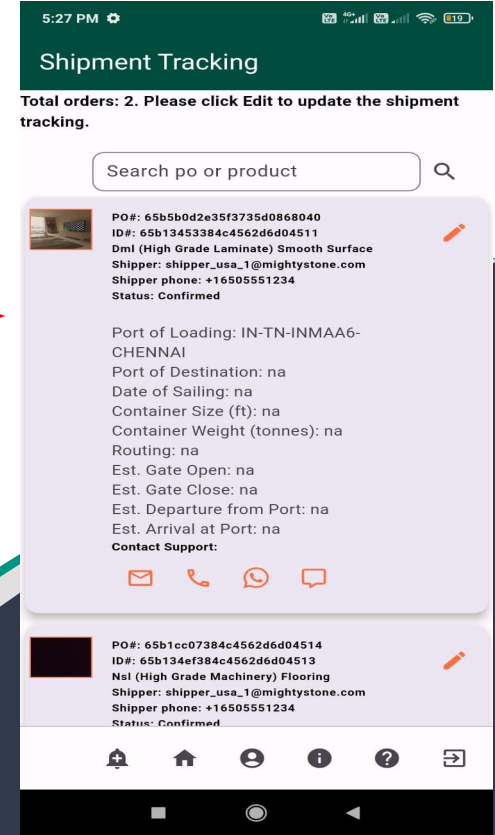 5:27 PM
Vo 4G+ Vo 19
Shipment Tracking
Total orders: 2. Please click Edit to update the shipment
tracking.
Search po or product
PO#: 65b5b0d2e35f3735d0868040
ID#: 65b13453384c4562d6d04511
Dml (High Grade Laminate) Smooth Surface
Shipper: shipper_usa_1@mightystone.com
Shipper phone: +16505551234
Status: Confirmed
Port of Loading: IN-TN-INMAA6-
CHENNAI
Port of Destination: na
Date of Sailing: na
Container Size (ft): na
Container Weight (tonnes): na
Routing: na
Est. Gate Open: na
Est. Gate Close: na
Est. Departure from Port: na
Est. Arrival at Port: na
Contact Support:
PO#: 65b1cc07384c4562d6d04514
ID#: 65b134ef384c4562d6d04513
Nsl (High Grade Machinery) Flooring
Shipper: shipper_usa_1@mightystone.com
Shipper phone: +16505551234
Status: Confirmed